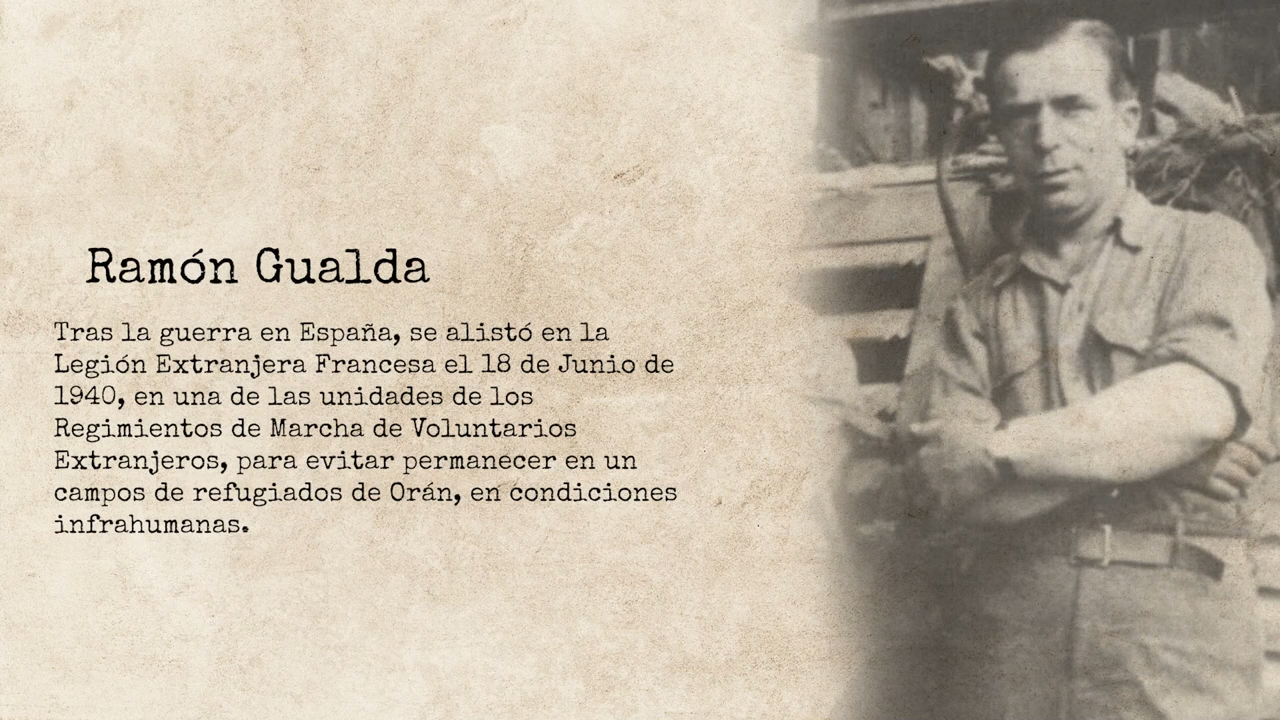 Ramón Gualda
Tras la guerra en España, se alistó en la
Legión Extranjera Francesa el 18 de Junio de
1940, en una de las unidades de los
Regimientos de Marcha de Voluntarios
Extranjeros, para evitar permanecer en un
campos de refugiados de Orán, en condiciones
infrahumanas.